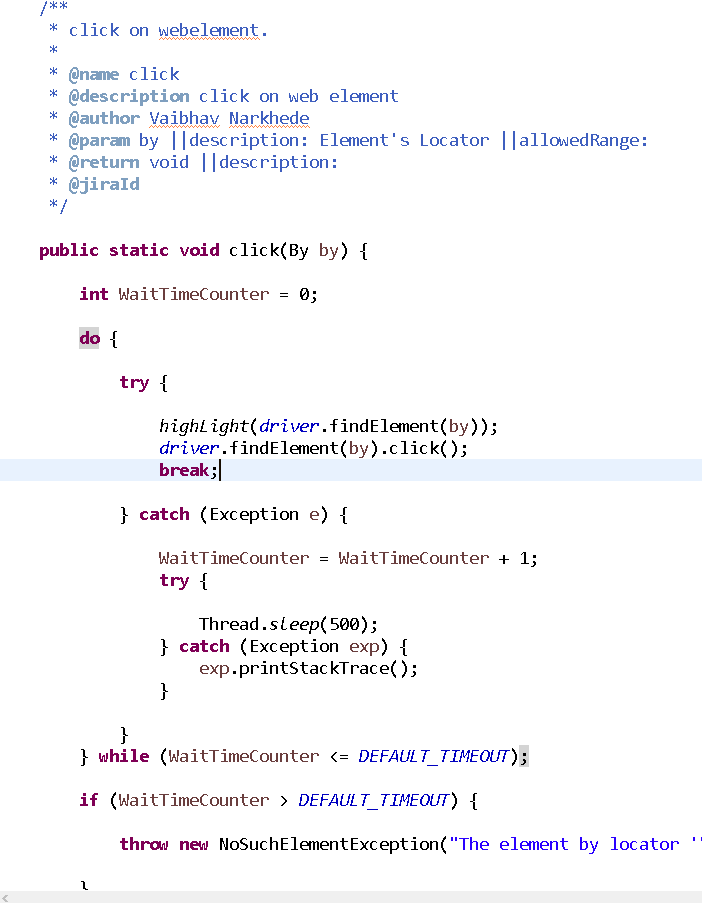 /**
 * click on webelement.
 *
 * @name click
 * @description click on web element
 * @author Vaibhav Narkhede
 * @param by ||description: Element's Locator ||allowedRange:
 * @return void ||description:
 * @jiraId
 */
public static void click(By by) {
int WaitTimeCounter = 0;
do {
try {
highLight(driver.findElement(by));
driver.findElement(by).click();
break;
} catch (Exception e) {
WaitTimeCounter = WaitTimeCounter + 1;
try {
Thread.sleep(500);
} catch (Exception exp) {
exp.printStackTrace();
}
}
} while (WaitTimeCounter <= DEFAULT_TIMEOUT);
if (WaitTimeCounter > DEFAULT_TIMEOUT) {
throw new NoSuchElementException("The element by locator '
}